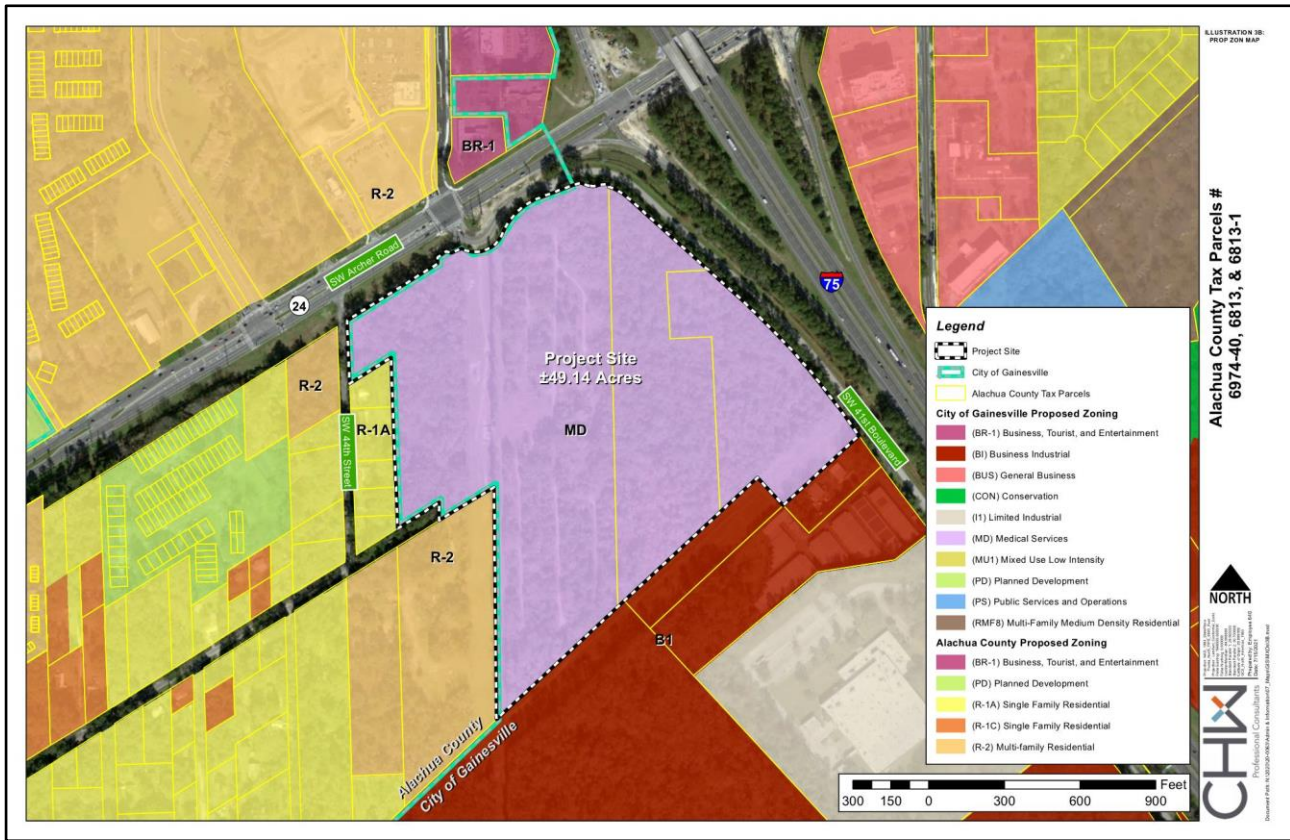 ILLUSTRATION 3B:
PROP ZON MAP
Alachua County Tax Parcels #
6974-40, 6813, & 6813-1
BR-1
R-2
SW Archer Road
24
75
Project Site
±49.14 Acres
R-2
R-1A
SW 44th Street
MD
SW 41st Boulevard
R-2
B1
Alachua County
City of Gainesville
Legend
Project Site
City of Gainesville
Alachua County Tax Parcels
City of Gainesville Proposed Zoning
(BR-1) Business, Tourist, and Entertainment
(BI) Business Industrial
(BUS) General Business
(CON) Conservation
(I1) Limited Industrial
(MD) Medical Services
(MU1) Mixed Use Low Intensity
(PD) Planned Development
(PS) Public Services and Operations
(RMF8) Multi-Family Medium Density Residential
Alachua County Proposed Zoning
(BR-1) Business, Tourist, and Entertainment
(PD) Planned Development
(R-1A) Single Family Residential
(R-1C) Single Family Residential
(R-2) Multi-family Residential
Feet
300 150 0 300 600 900
NORTH
CHW
Professional Consultants